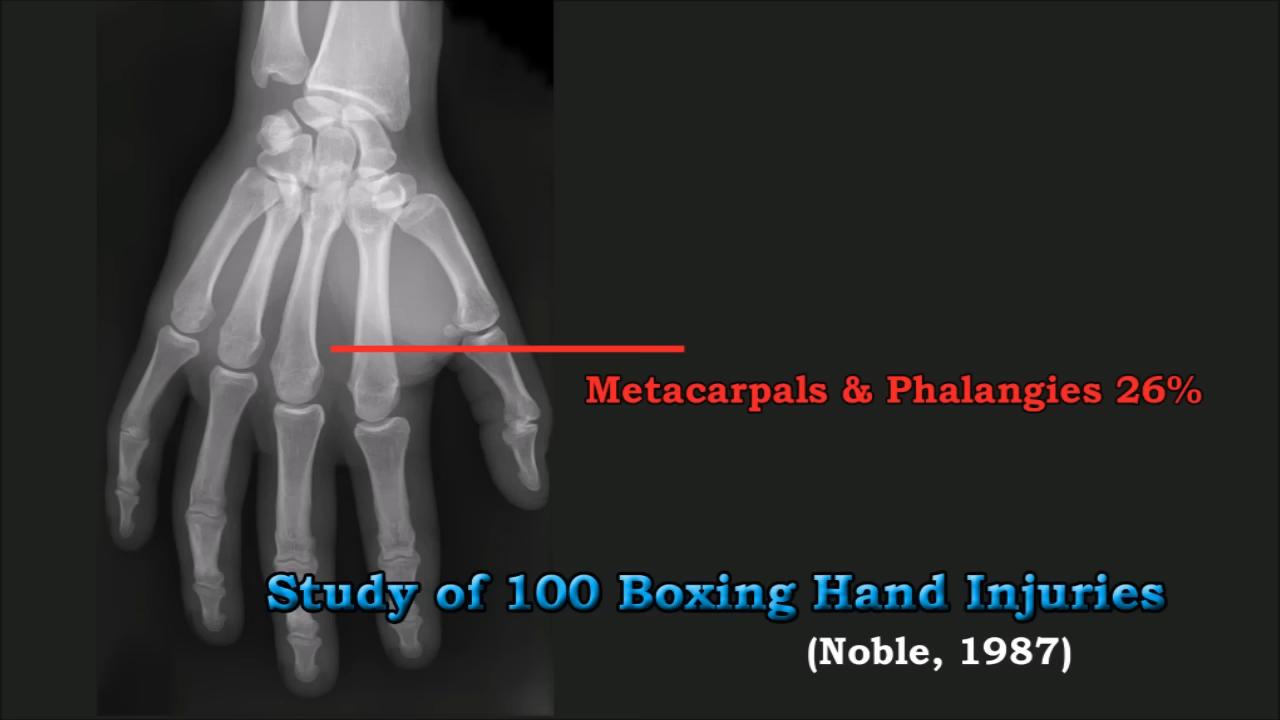 Metacarpals & Phalangies 26%
Study of 100 Boxing Hand Injuries
(Noble, 1987)